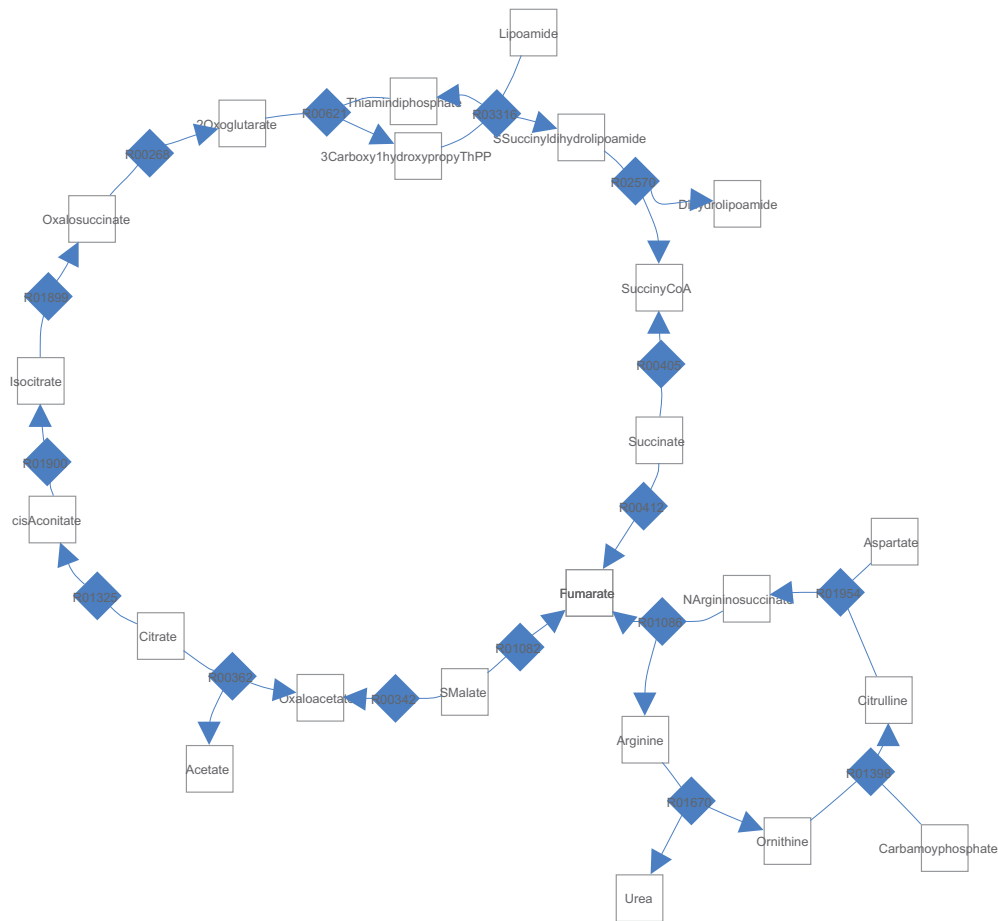 Lipoamide
Thiamindiphosphate
R00621
R03316
2Oxoglutarate
SSuccinyldihydrolipoamide
R00268
3Carboxy1hydroxypropyThPP
R02570
Dihydrolipoamide
Oxalosuccinate
SuccinyCoA
R01899
R00405
Isocitrate
Succinate
R01900
R00412
cisAconitate
Aspartate
R01325
Fumarate
NArgininosuccinate
R01954
R01086
Citrate
R01082
R00362
Oxaloacetate
R00342
SMalate
Citrulline
Arginine
Acetate
R01398
R01670
Ornithine
Carbamoyphosphate
Urea